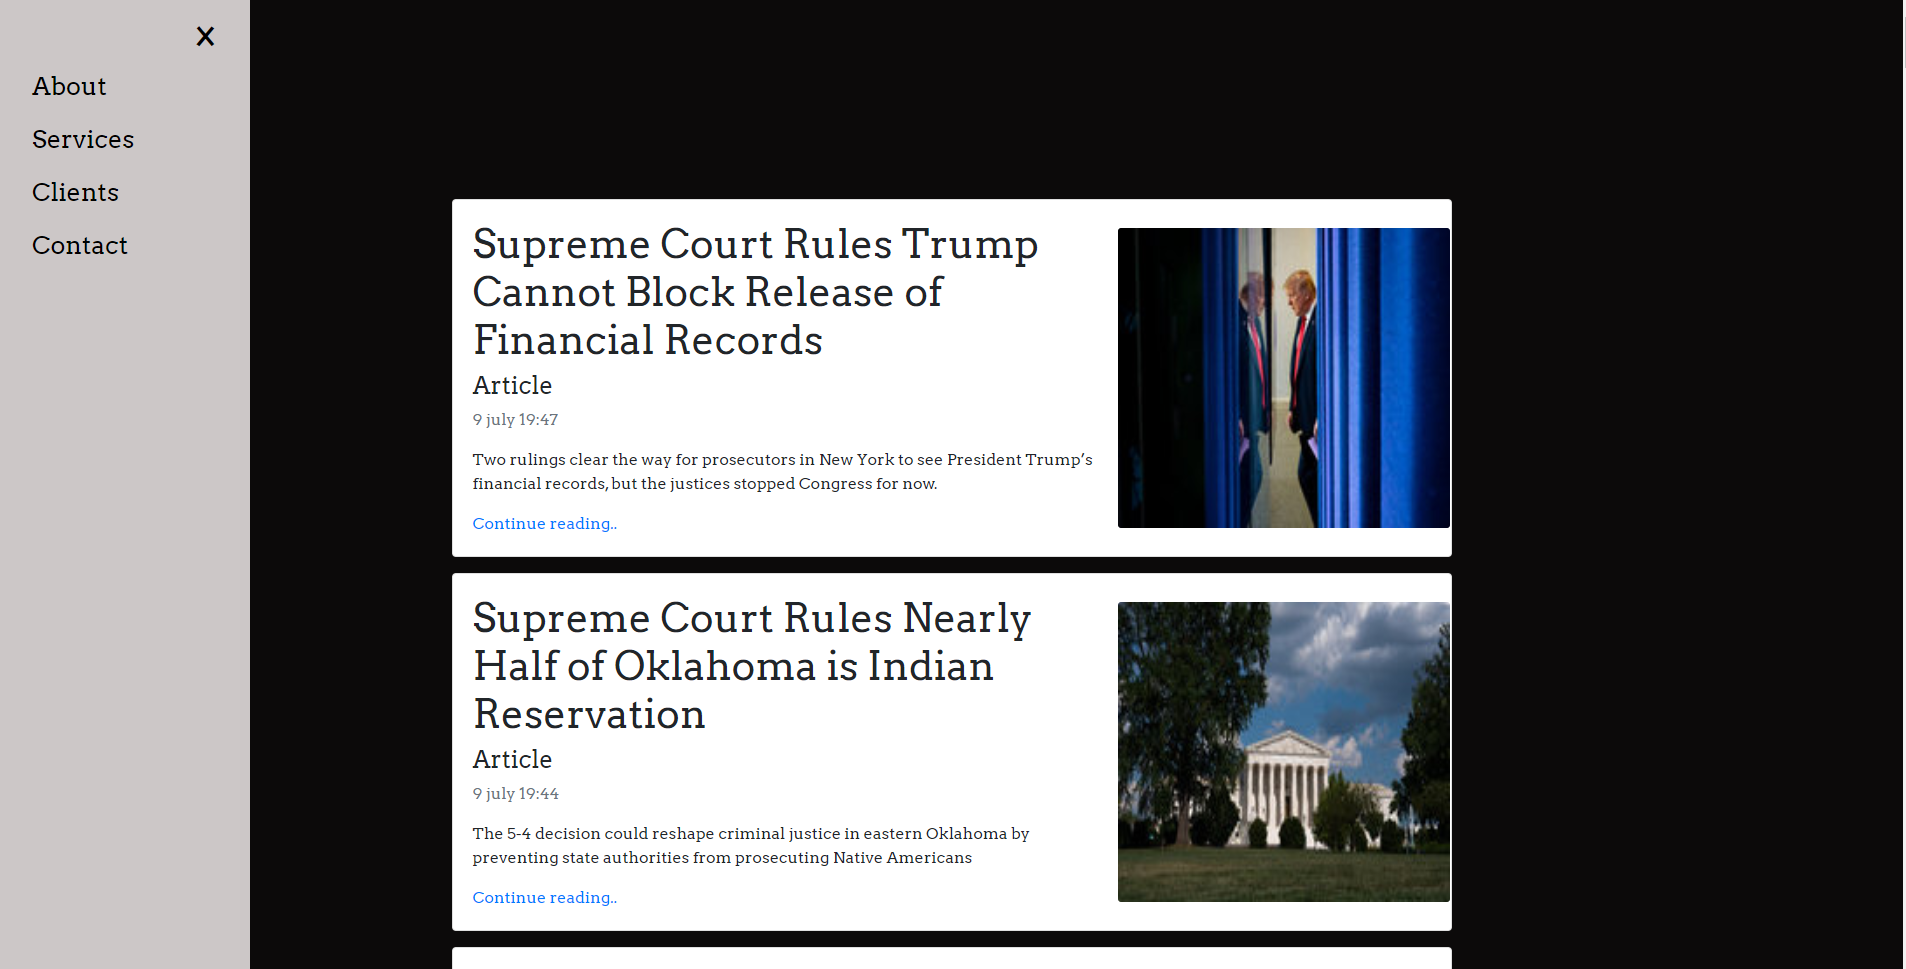 X
About
Services
Clients
Contact
Supreme Court Rules Trump
Cannot Block Release of
Financial Records
Article
9 july 19:47
Two rulings clear the way for prosecutors in New York to see President Trump’s
financial records, but the justices stopped Congress for now.
Continue reading..
Supreme Court Rules Nearly
Half of Oklahoma is Indian
Reservation
Article
9 july 19:44
The 5-4 decision could reshape criminal justice in eastern Oklahoma by
preventing state authorities from prosecuting Native Americans
Continue reading..